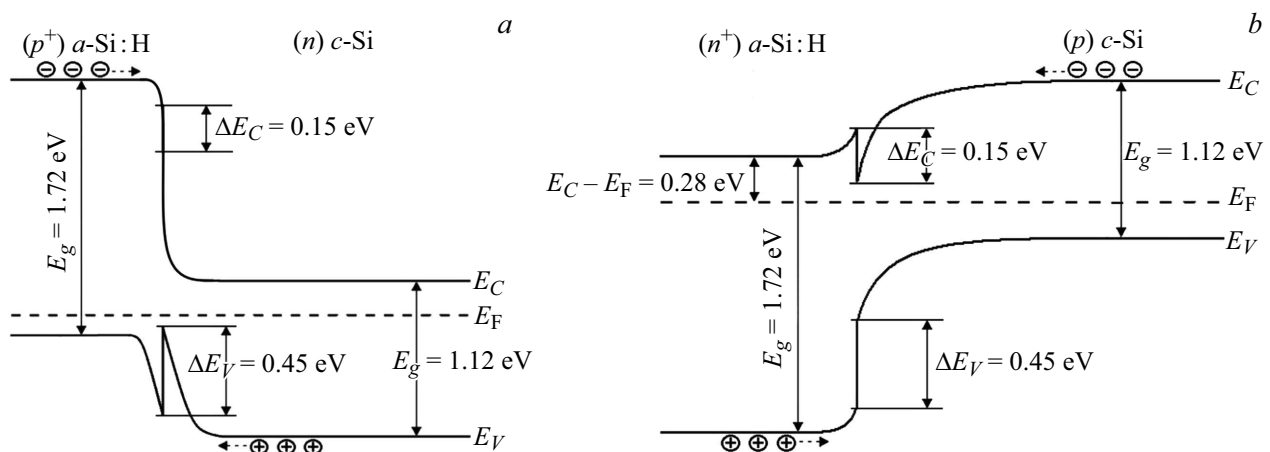 a
(p⁺) a-Si : H
(n) c-Si
ΔE_C = 0.15 eV
E_g = 1.72 eV
E_C
E_F
ΔE_V = 0.45 eV
E_g = 1.12 eV
E_V
b
(n⁺) a-Si : H
(p) c-Si
E_C
ΔE_C = 0.15 eV
E_g = 1.12 eV
E_C – E_F = 0.28 eV
E_F
E_V
E_g = 1.72 eV
ΔE_V = 0.45 eV